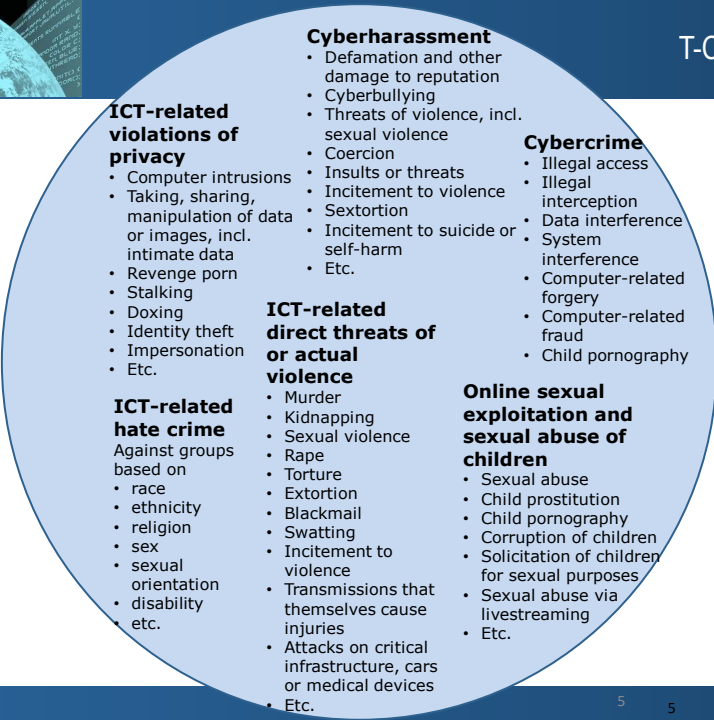 T-C
Cyberharassment
• Defamation and other
damage to reputation
• Cyberbullying
• Threats of violence, incl.
sexual violence
• Coercion
• Insults or threats
• Incitement to violence
• Sextortion
• Incitement to suicide or
self-harm
• Etc.
ICT-related
violations of
privacy
• Computer intrusions
• Taking, sharing,
manipulation of data
or images, incl.
intimate data
• Revenge porn
• Stalking
• Doxing
• Identity theft
• Impersonation
• Etc.
Cybercrime
• Illegal access
• Illegal
interception
• Data interference
• System
interference
• Computer-related
forgery
• Computer-related
fraud
• Child pornography
ICT-related
direct threats of
or actual
violence
• Murder
• Kidnapping
• Sexual violence
• Rape
• Torture
• Extortion
• Blackmail
• Swatting
• Incitement to
violence
• Transmissions that
themselves cause
injuries
• Attacks on critical
infrastructure, cars
or medical devices
• Etc.
ICT-related
hate crime
Against groups
based on
• race
• ethnicity
• religion
• sex
• sexual
orientation
• disability
• etc.
Online sexual
exploitation and
sexual abuse of
children
• Sexual abuse
• Child prostitution
• Child pornography
• Corruption of children
• Solicitation of children
for sexual purposes
• Sexual abuse via
livestreaming
• Etc.
5
5